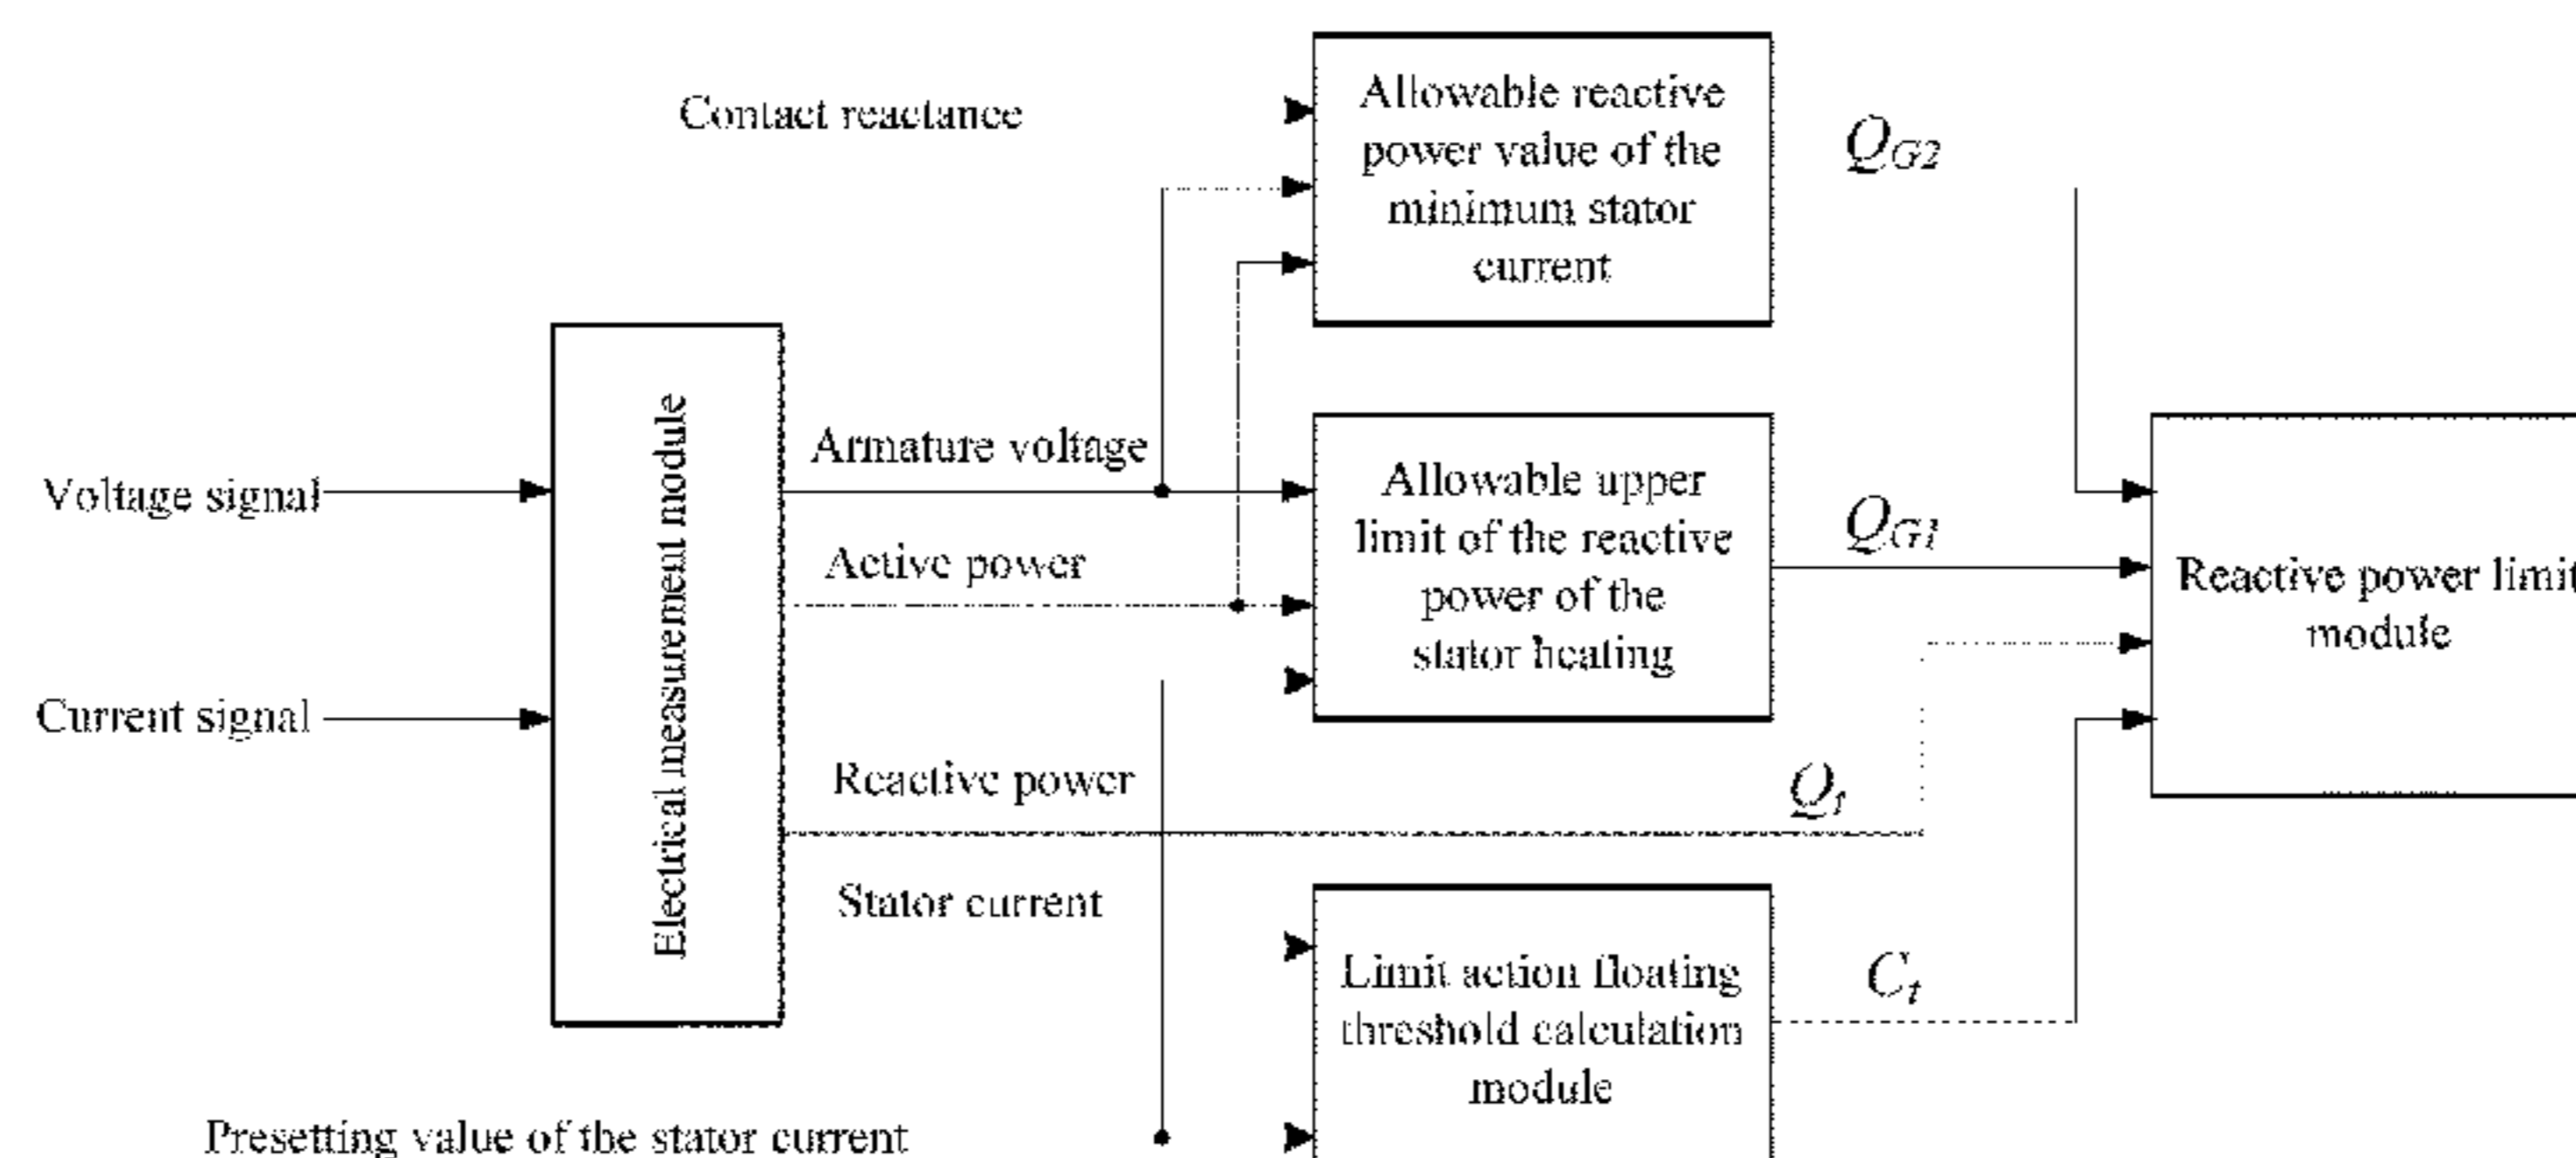 Contact reactance
Allowable reactive
power value of the
minimum stator
current
Q_G2
Voltage signal
Current signal
Electrical measurement module
Armature voltage
Active power
Reactive power
Stator current
Allowable upper
limit of the reactive
power of the
stator heating
Q_G1
Q_t
Reactive power limit
module
Limit action floating
threshold calculation
module
C_t
Presetting value of the stator current